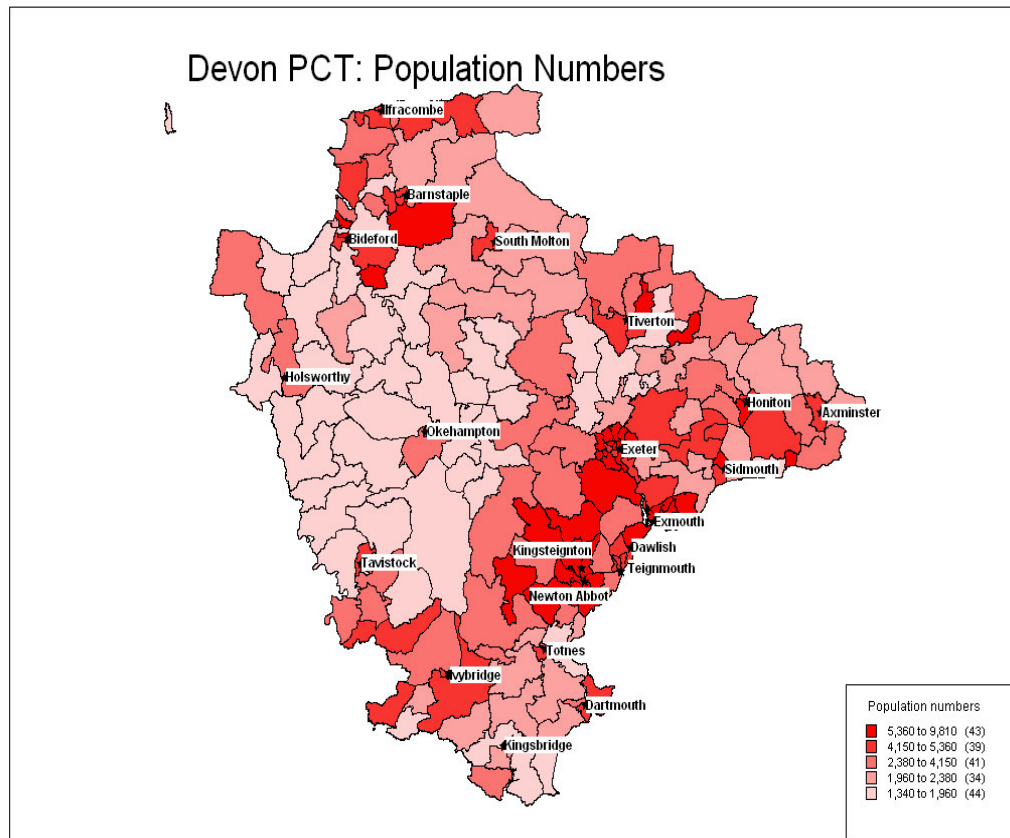 Devon PCT: Population Numbers
Ilfracombe
Barnstaple
Bideford
South Molton
Tiverton
Holsworthy
Honiton
Axminster
Okehampton
Exeter
Sidmouth
Exmouth
Kingsteignton
Dawlish
Tavistock
Teignmouth
Newton Abbot
Totnes
Ivybridge
Dartmouth
Kingsbridge
Population numbers
5,360 to 9,810 (43)
4,150 to 5,360 (39)
2,380 to 4,150 (41)
1,960 to 2,380 (34)
1,340 to 1,960 (44)